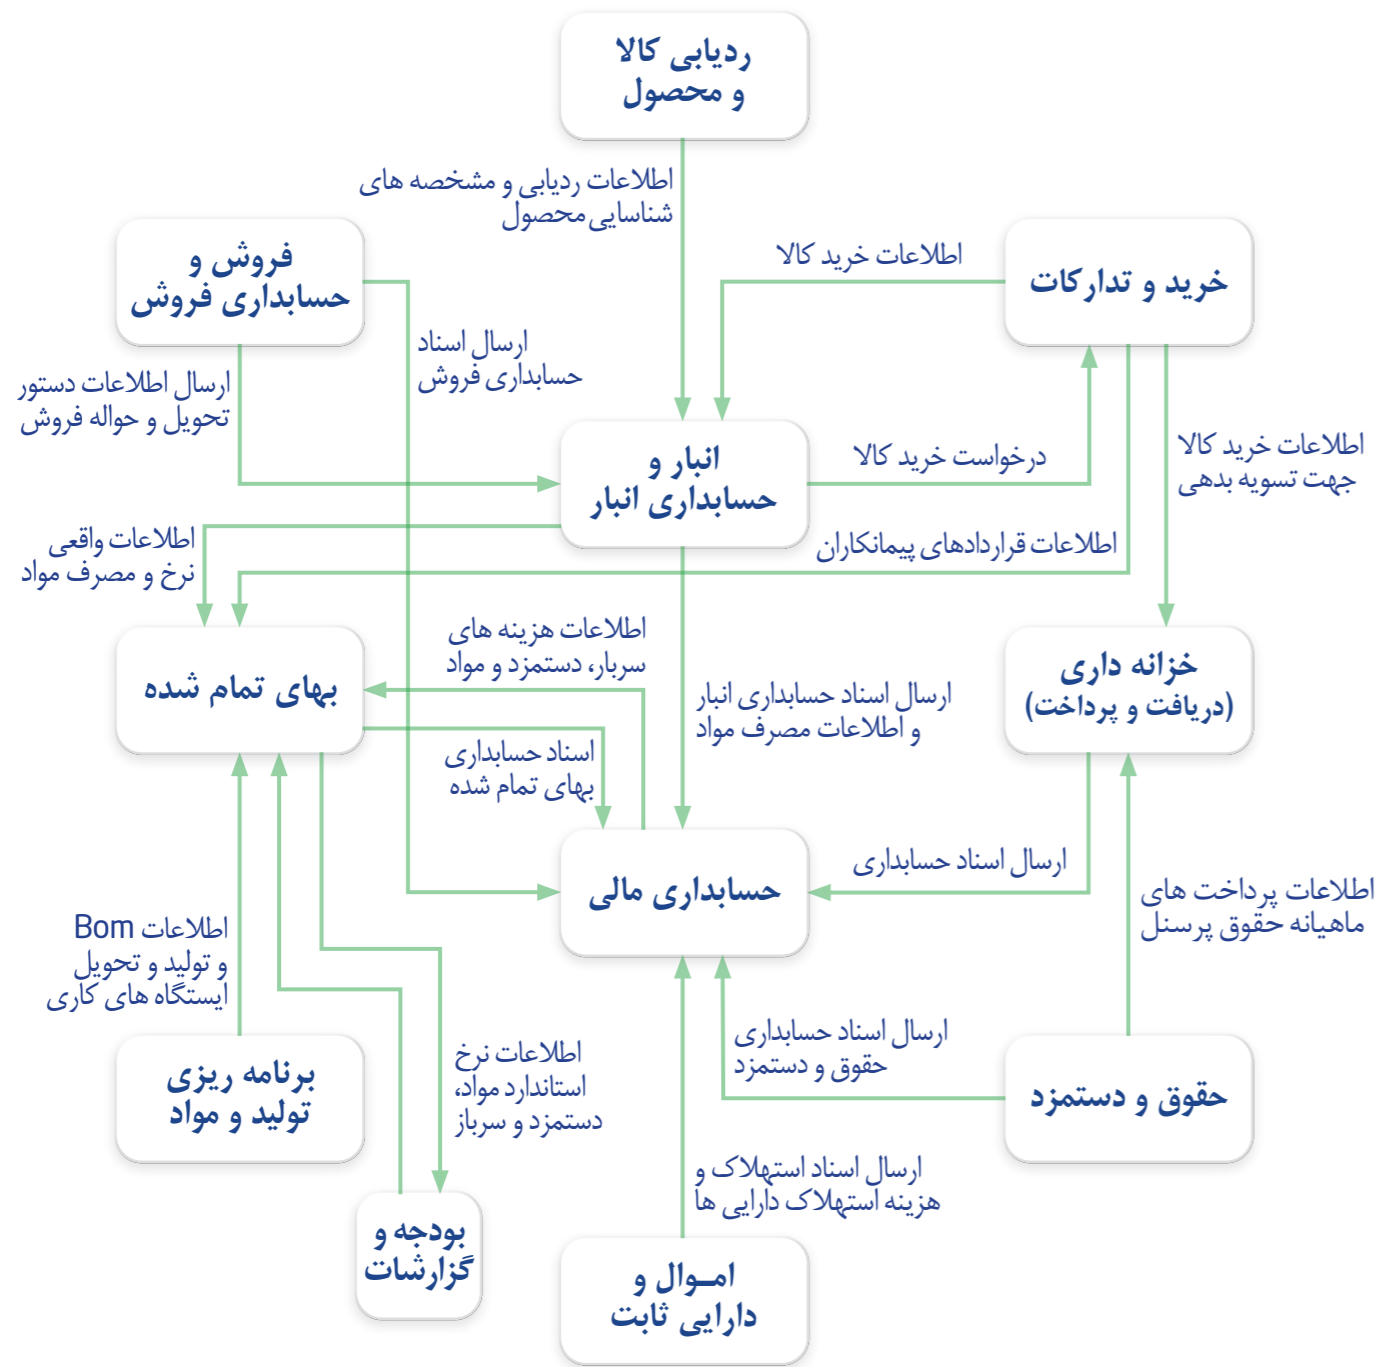 ردیابی کالا
و محصول
اطلاعات ردیابی و مشخصه های
شناسایی محصول
خرید و تدارکات
اطلاعات خرید کالا
فروش و
حسابداری فروش
ارسال اسناد
حسابداری فروش
ارسال اطلاعات دستور
تحویل و حواله فروش
اطلاعات خرید کالا
جهت تسویه بدهی
درخواست خرید کالا
انبار و
حسابداری انبار
اطلاعات قراردادهای پیمانکاران
اطلاعات واقعی
نرخ و مصرف مواد
خزانه داری
(دریافت و پرداخت)
ارسال اسناد حسابداری انبار
و اطلاعات مصرف مواد
اطلاعات هزینه های
سربار، دستمزد و مواد
بهای تمام شده
اسناد حسابداری
بهای تمام شده
ارسال اسناد حسابداری
حسابداری مالی
اطلاعات پرداخت های
ماهیانه حقوق پرسنل
اطلاعات Bom
و تولید و تحویل
ایستگاه های کاری
حقوق و دستمزد
ارسال اسناد حسابداری
حقوق و دستمزد
اطلاعات نرخ
استاندارد مواد،
دستمزد و سرباز
برنامه ریزی
تولید و مواد
ارسال اسناد استهلاک و
هزینه استهلاک دارایی ها
بودجه و
گزارشات
امـوال و
دارایی ثابت